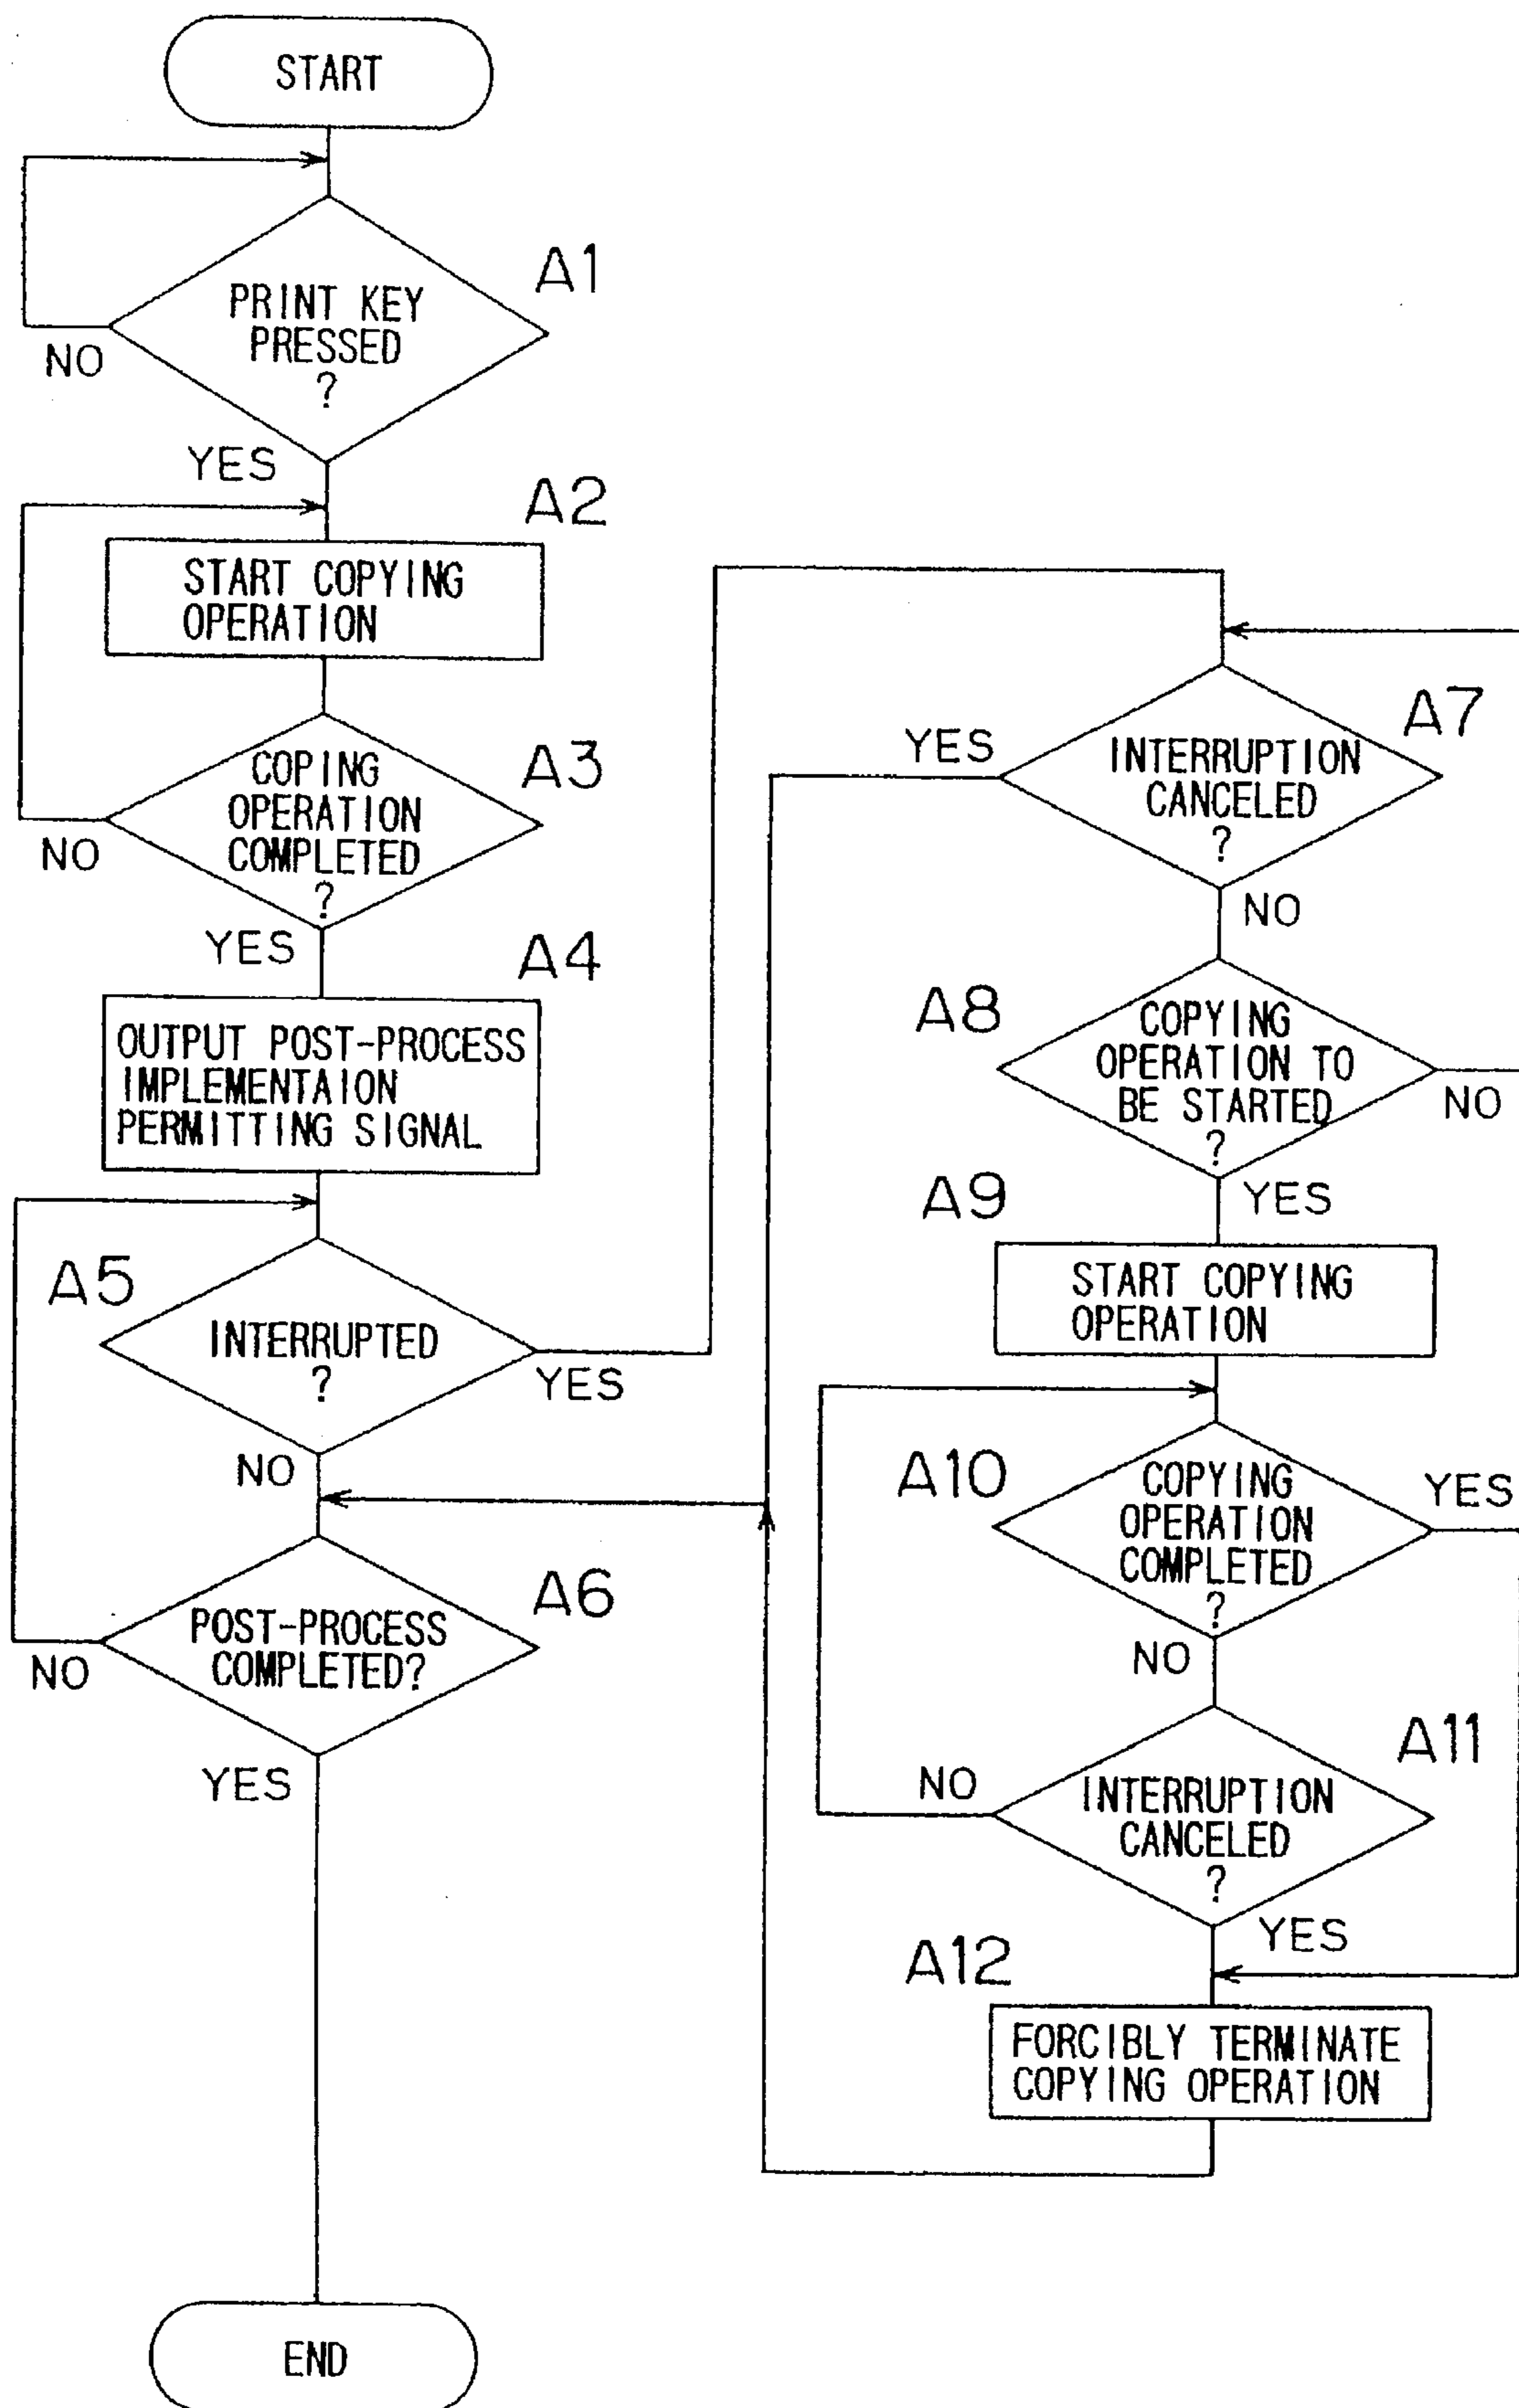 START
A1
PRINT KEY
PRESSED
?
NO
YES
A2
START COPYING
OPERATION
A3
COPING
OPERATION
COMPLETED
?
NO
YES
A4
OUTPUT POST-PROCESS
IMPLEMENTAION
PERMITTING SIGNAL
A5
INTERRUPTED
?
YES
NO
A6
POST-PROCESS
COMPLETED?
NO
YES
END
A7
YES
INTERRUPTION
CANCELED
?
NO
A8
COPYING
OPERATION TO
BE STARTED
?
NO
YES
A9
START COPYING
OPERATION
A10
COPYING
OPERATION
COMPLETED
?
YES
NO
A11
INTERRUPTION
CANCELED
?
NO
YES
A12
FORCIBLY TERMINATE
COPYING OPERATION